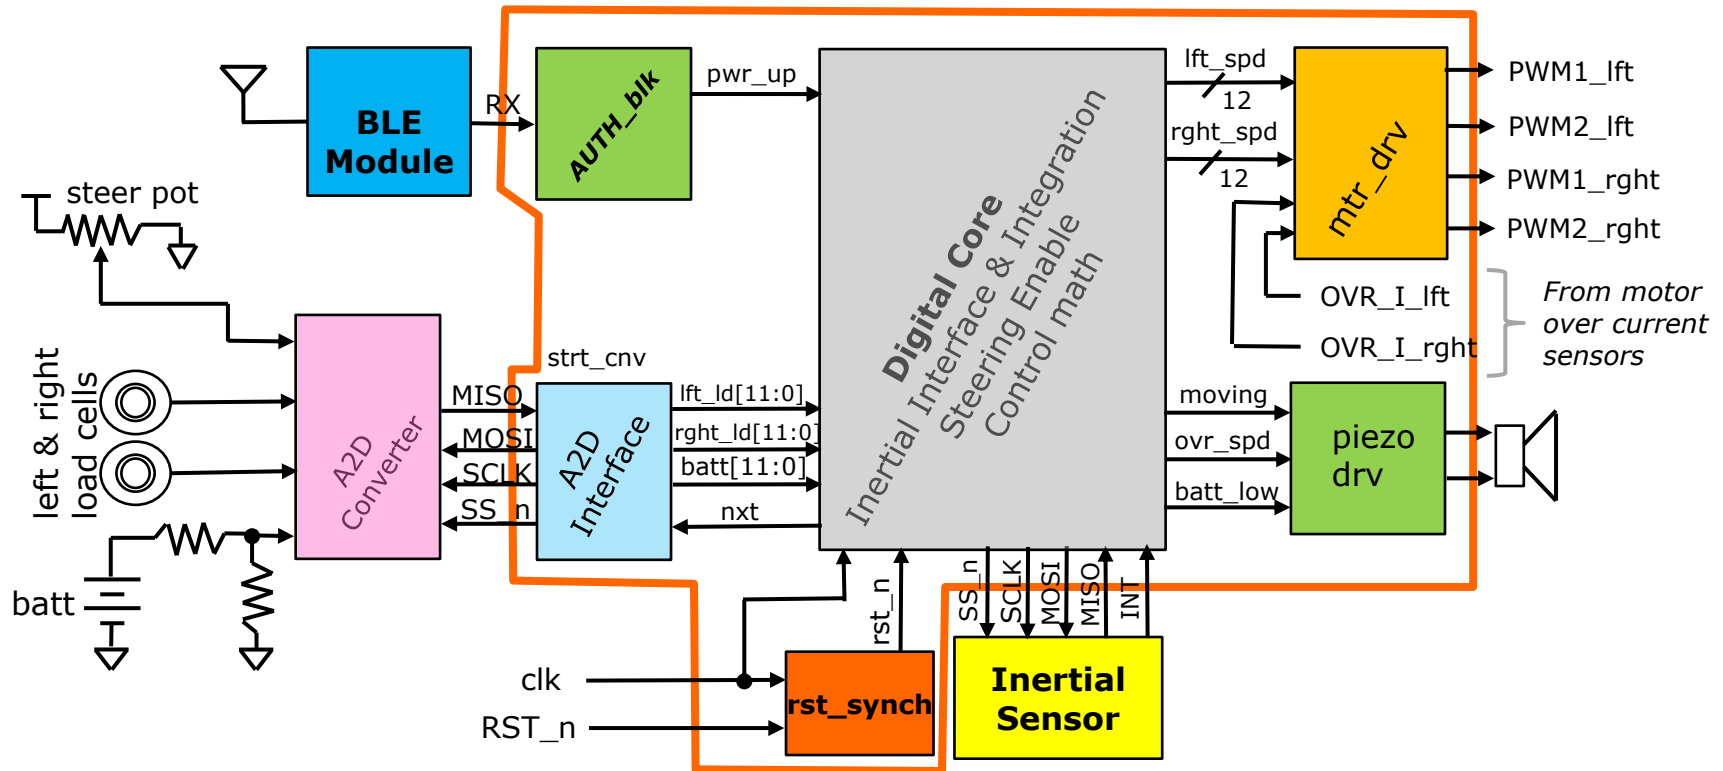 BLE
Module
RX
AUTH_blk
pwr_up
Digital Core
Inertial Interface & Integration
Steering Enable
Control math
lft_spd
12
rght_spd
12
mtr_drv
PWM1_lft
PWM2_lft
PWM1_rght
PWM2_rght
OVR_I_lft
OVR_I_rght
From motor
over current
sensors
steer pot
left & right
load cells
batt
A2D
Converter
MISO
MOSI
SCLK
SS_n
strt_cnv
A2D
Interface
lft_ld[11:0]
rght_ld[11:0]
batt[11:0]
nxt
moving
ovr_spd
batt_low
piezo
drv
SS_n
SCLK
MOSI
MISO
INT
rst_n
clk
RST_n
rst_synch
Inertial
Sensor